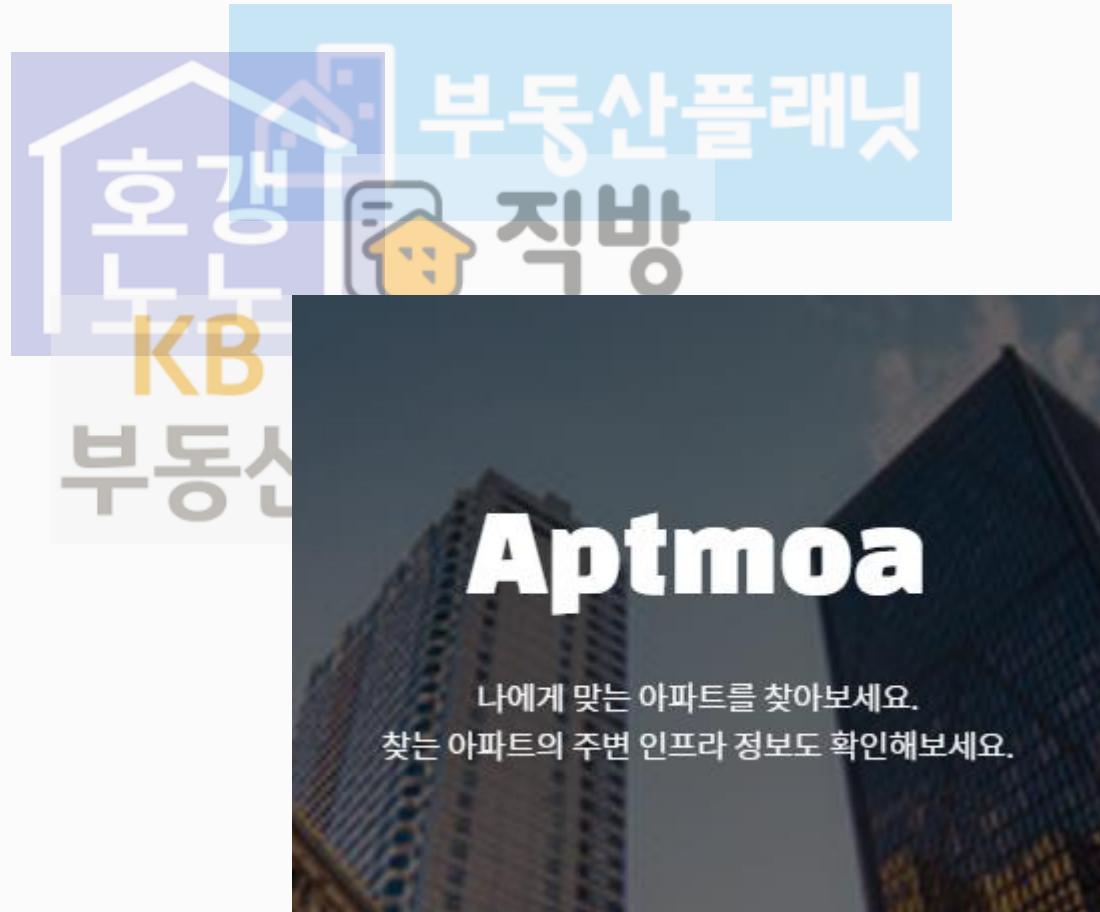 부동산플래닛
호갱
노노
직방
KB
부동산
Aptmoa
나에게 맞는 아파트를 찾아보세요.
찾는 아파트의 주변 인프라 정보도 확인해보세요.